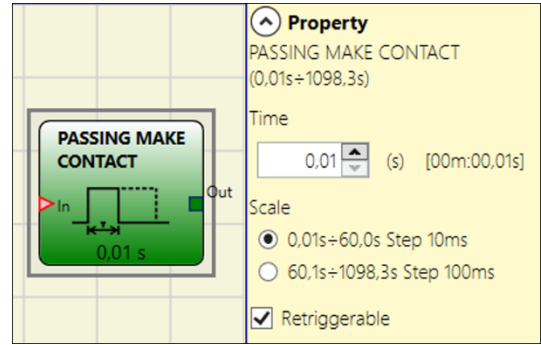 PASSING MAKE
CONTACT
In
Out
0,01 s
Property
PASSING MAKE CONTACT
(0,01s÷1098,3s)
Time
0,01 (s) [00m:00,01s]
Scale
0,01s÷60,0s Step 10ms
60,1s÷1098,3s Step 100ms
Retriggerable